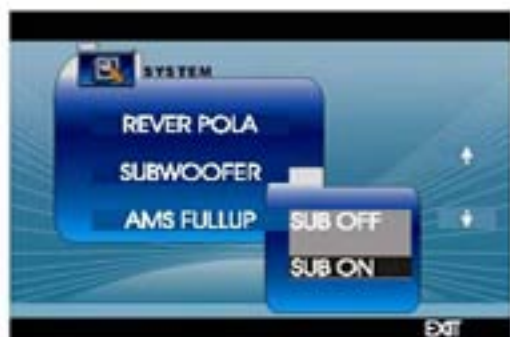 SYSTEM
REVER POLA
SUBWOOFER
AMS FULLUP
SUB OFF
SUB ON
EXIT